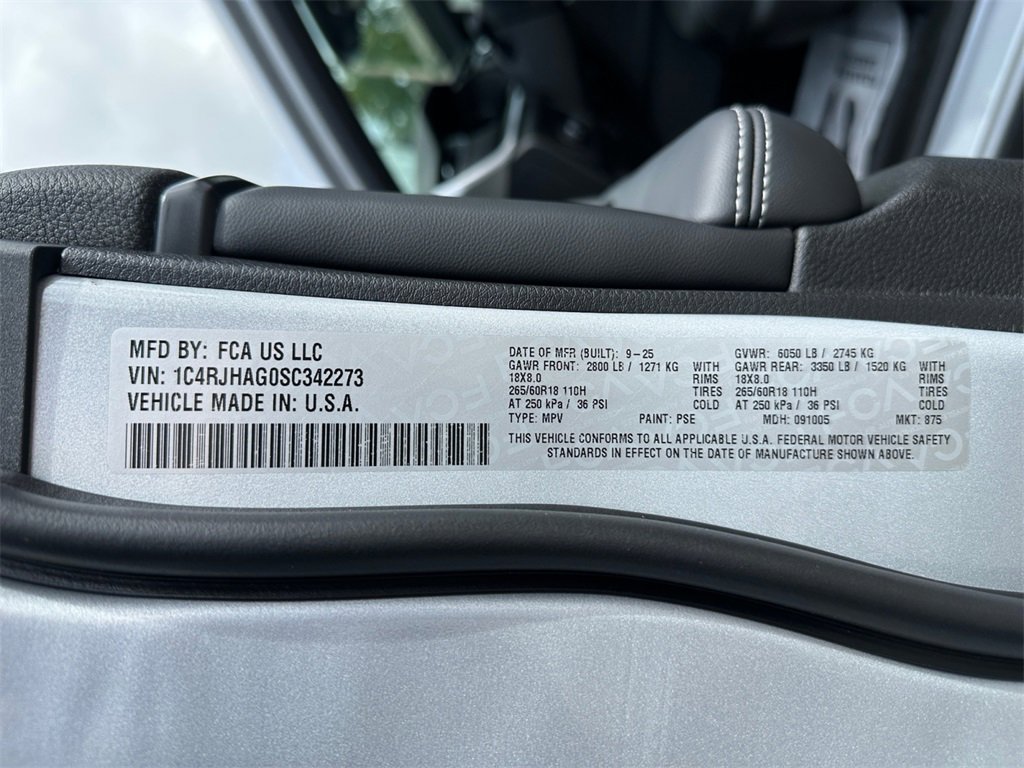 MFD BY: FCA US LLC
VIN: 1C4RJHAG0SC342273
VEHICLE MADE IN: U.S.A.
DATE OF MFR (BUILT): 9-25 GVWR: 6050 LB / 2745 KG
GAWR FRONT: 2800 LB / 1271 KG WITH GAWR REAR: 3350 LB / 1520 KG WITH
18X8.0 RIMS 18X8.0 RIMS
265/60R18 110H TIRES 265/60R18 110H TIRES
AT 250 kPa / 36 PSI COLD AT 250 kPa / 36 PSI COLD
TYPE: MPV PAINT: PSE MDH: 091005 MKT: 875
THIS VEHICLE CONFORMS TO ALL APPLICABLE U.S.A. FEDERAL MOTOR VEHICLE SAFETY
STANDARDS IN EFFECT ON THE DATE OF MANUFACTURE SHOWN ABOVE.